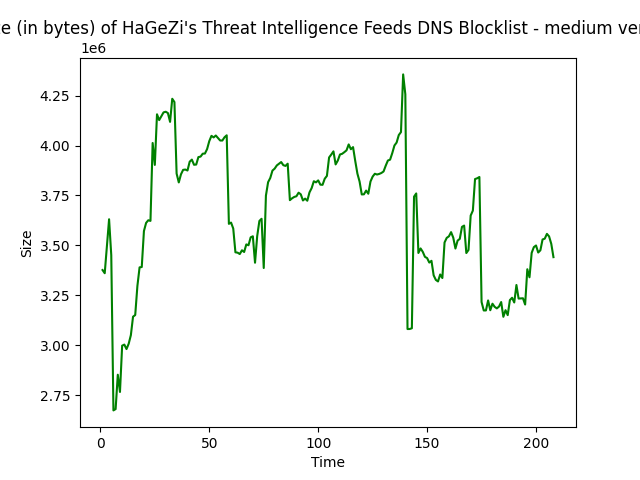 e (in bytes) of HaGeZi's Threat Intelligence Feeds DNS Blocklist - medium ver
1e6
4.25
4.00
3.75
3.50
3.25
3.00
2.75
Size
0 50 100 150 200
Time